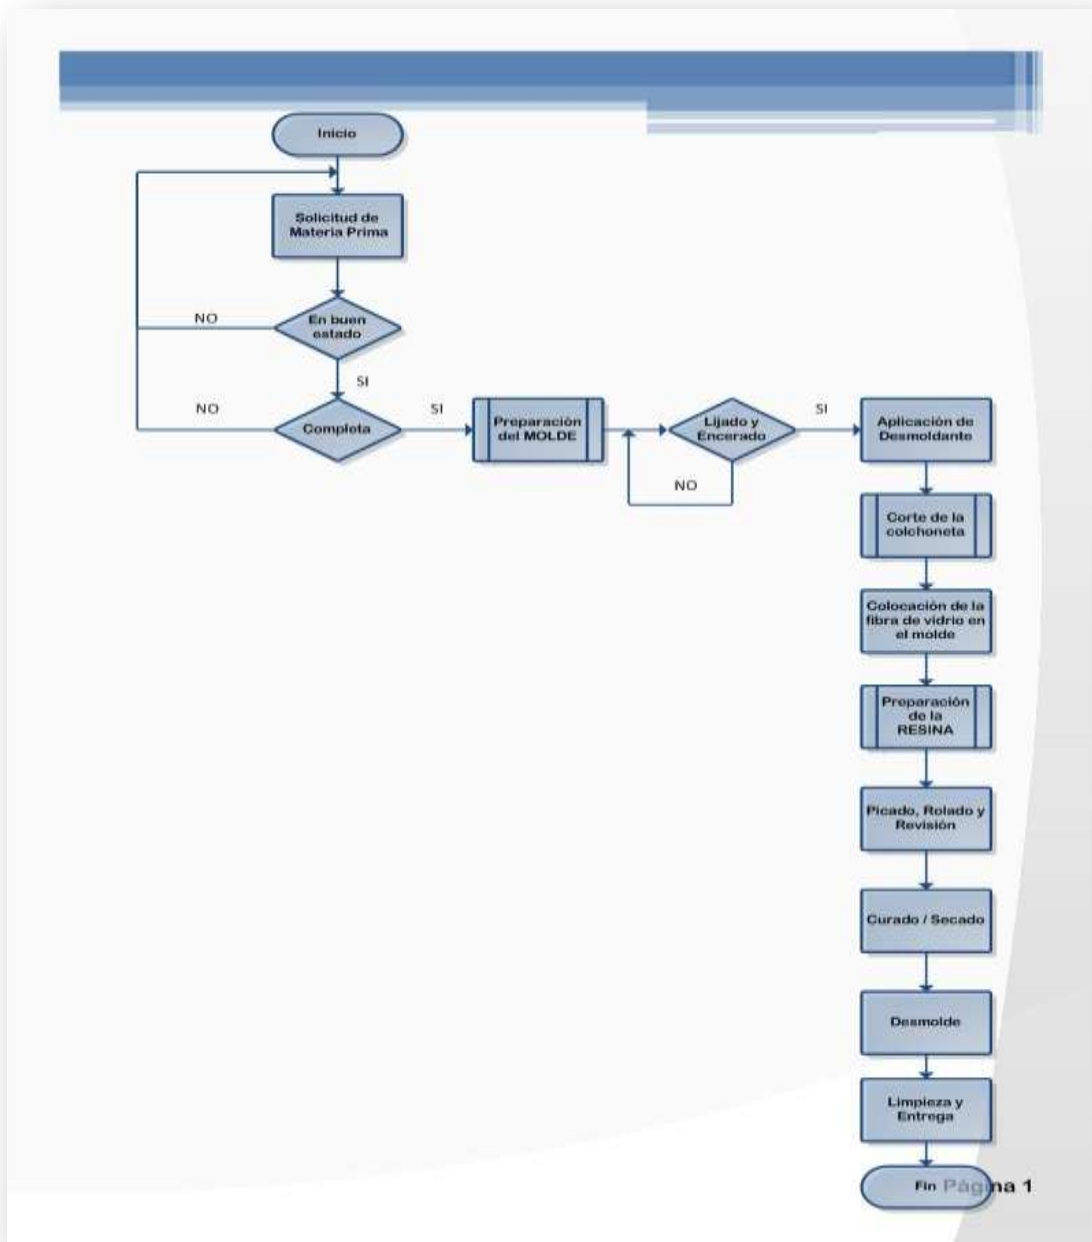 Inicio
Solicitud de
Materia Prima
NO
En buen
estado
SI
NO
Completa
SI
Preparación
del MOLDE
Lijado y
Encerado
NO
SI
Aplicación de
Desmoldante
Corte de la
colchoneta
Colocación de la
fibra de vidrio en
el molde
Preparación
de la
RESINA
Picado, Rolado y
Revisión
Curado / Secado
Desmolde
Limpieza y
Entrega
Fin
Página 1